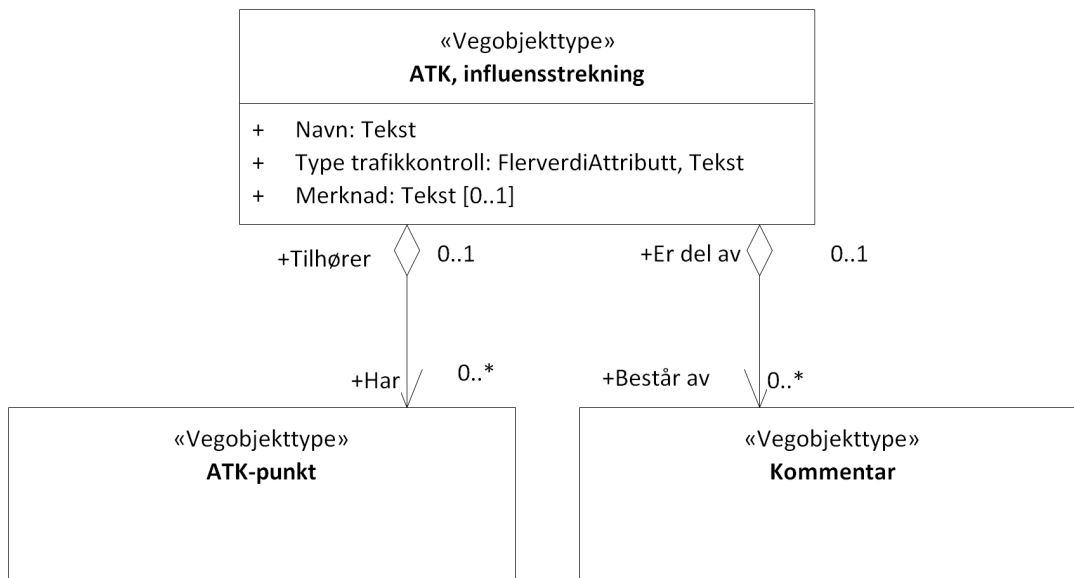 «Vegobjekttype»
ATK, influensstrekning
+ Navn: Tekst
+ Type trafikkontroll: FlerverdiAttributt, Tekst
+ Merknad: Tekst [0..1]
+Tilhører 0..1 +Er del av 0..1
+Har 0..* +Består av 0..*
«Vegobjekttype» «Vegobjekttype»
ATK-punkt Kommentar